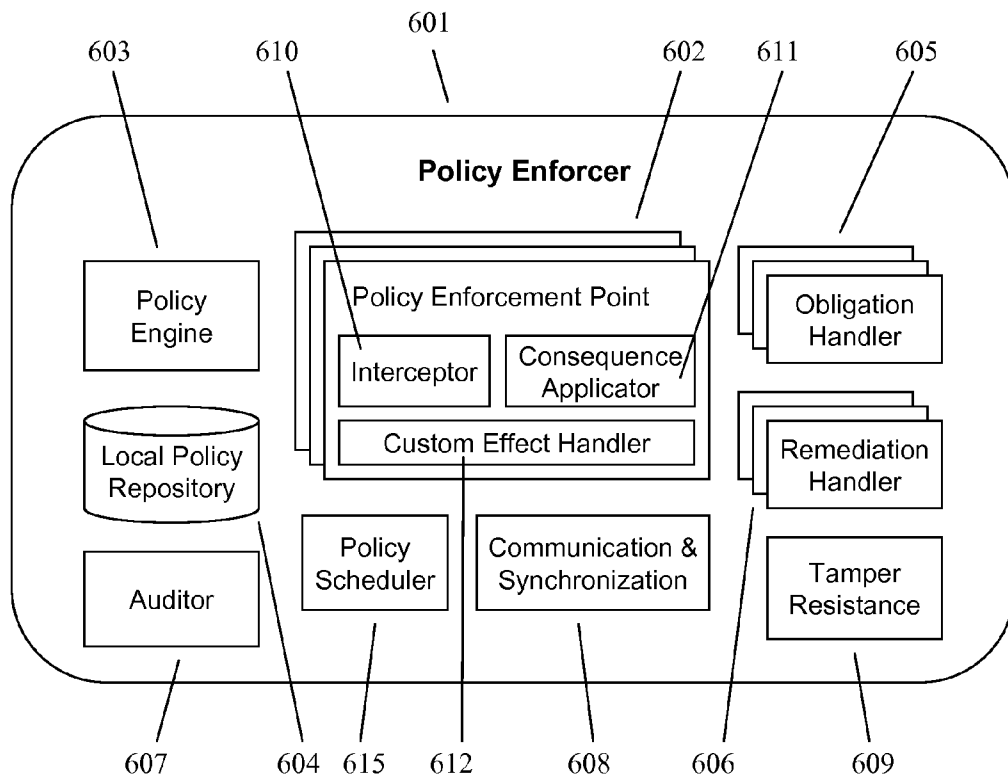 601
603
610
602
611
605
Policy Enforcer
Policy
Engine
Policy Enforcement Point
Interceptor
Consequence
Applicator
Custom Effect Handler
Obligation
Handler
Local Policy
Repository
Remediation
Handler
Auditor
Policy
Scheduler
Communication &
Synchronization
Tamper
Resistance
607
604
615
612
608
606
609